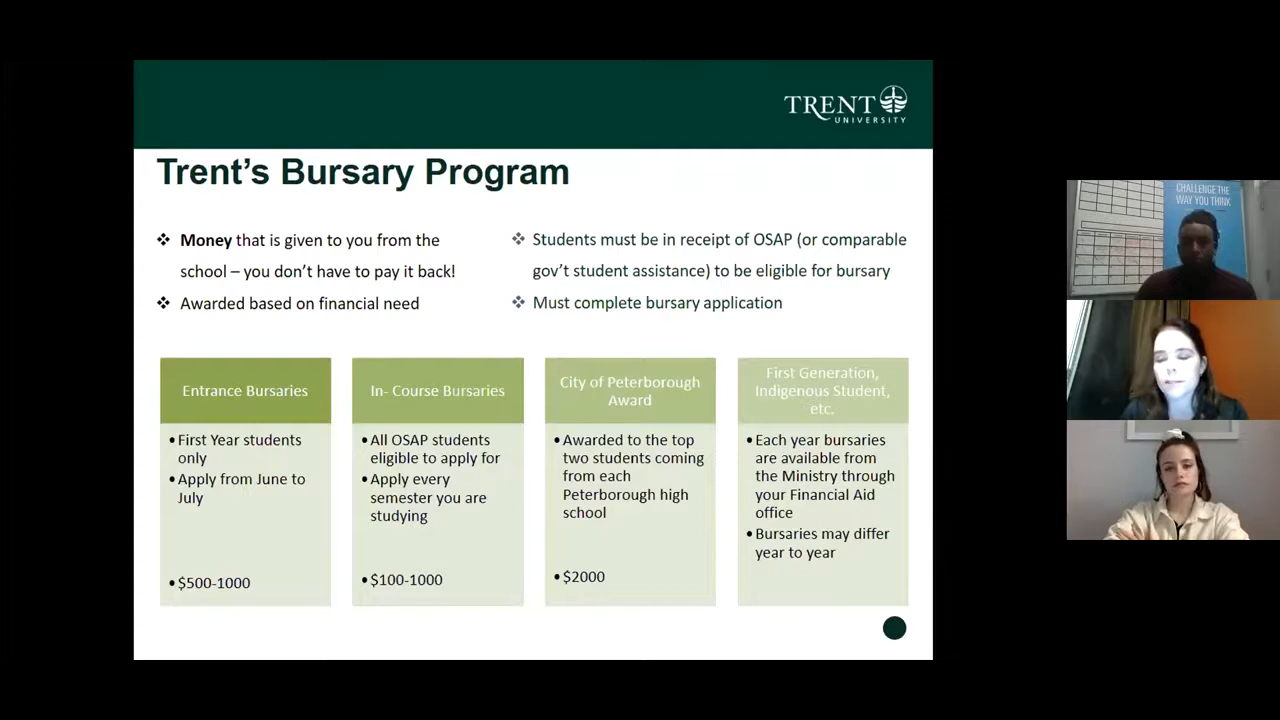 TRENT
UNIVERSITY
Trent's Bursary Program
❖ Money that is given to you from the
school – you don't have to pay it back!
❖ Awarded based on financial need
❖ Students must be in receipt of OSAP (or comparable
gov't student assistance) to be eligible for bursary
❖ Must complete bursary application
Entrance Bursaries
• First Year students
only
• Apply from June to
July
• $500-1000
In- Course Bursaries
• All OSAP students
eligible to apply for
• Apply every
semester you are
studying
• $100-1000
City of Peterborough
Award
• Awarded to the top
two students coming
from each
Peterborough high
school
• $2000
First Generation,
Indigenous Student,
etc.
• Each year bursaries
are available from
the Ministry through
your Financial Aid
office
• Bursaries may differ
year to year
CHALLENGE THE
WAY YOU THINK